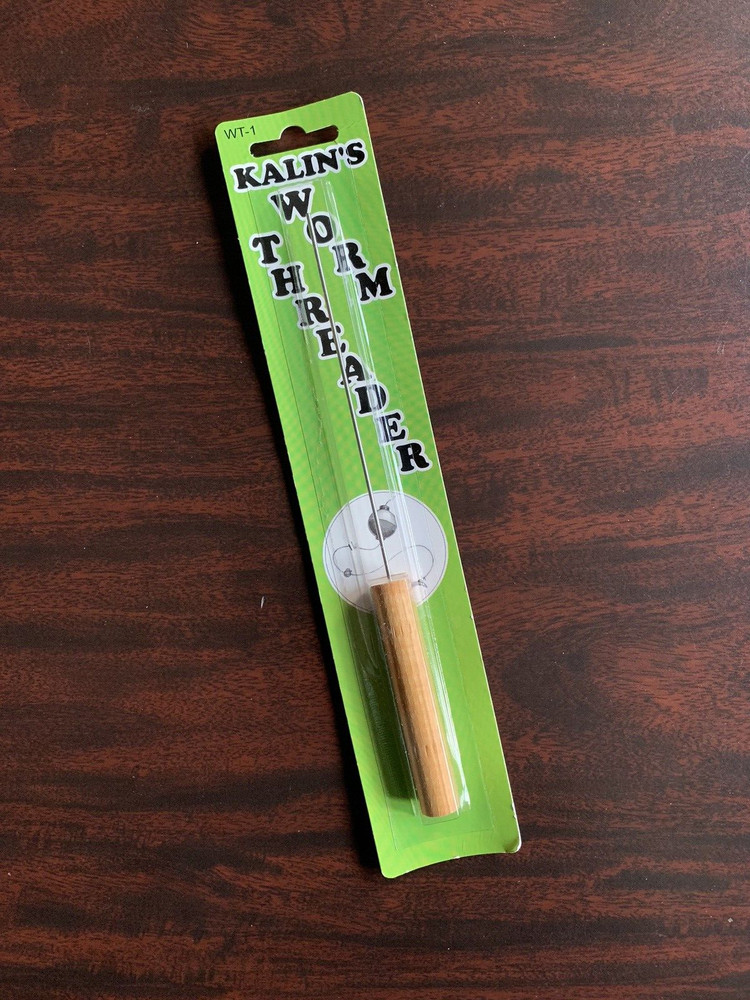 WT-1
KALIN'S
WORM
THREADER